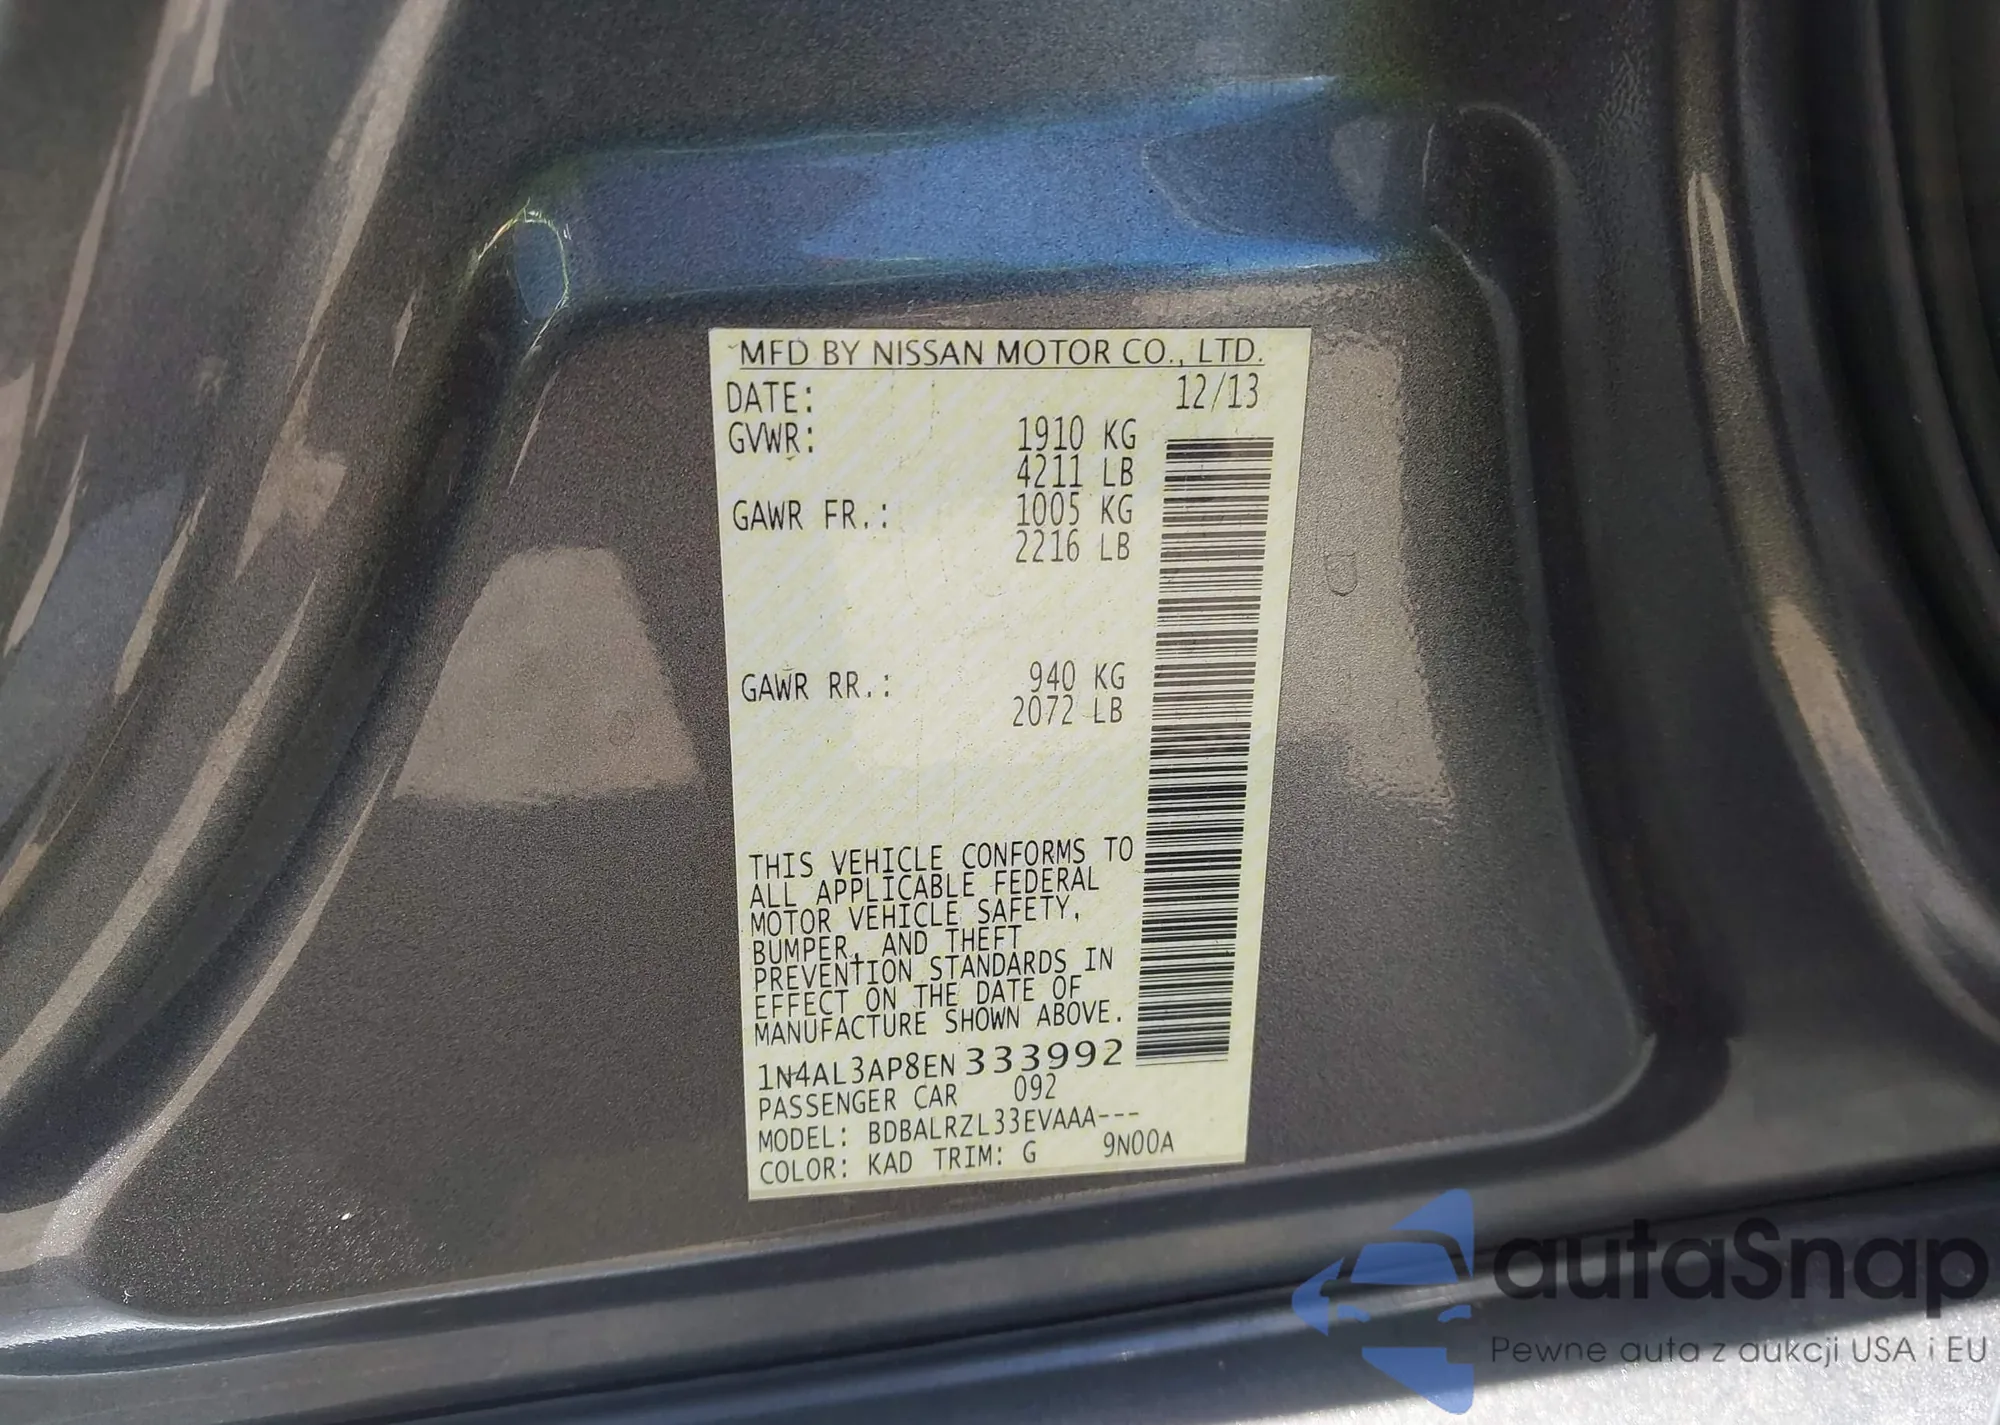 MFD BY NISSAN MOTOR CO., LTD.
DATE: 12/13
GVWR: 1910 KG
4211 LB
GAWR FR.: 1005 KG
2216 LB
GAWR RR.: 940 KG
2072 LB
THIS VEHICLE CONFORMS TO
ALL APPLICABLE FEDERAL
MOTOR VEHICLE SAFETY,
BUMPER, AND THEFT
PREVENTION STANDARDS IN
EFFECT ON THE DATE OF
MANUFACTURE SHOWN ABOVE.
1N4AL3AP8EN 333992
PASSENGER CAR 092
MODEL: BDBALRZL33EVAAA---
COLOR: KAD TRIM: G 9N00A
autaSnap
Pewne auta z aukcji USA i EU